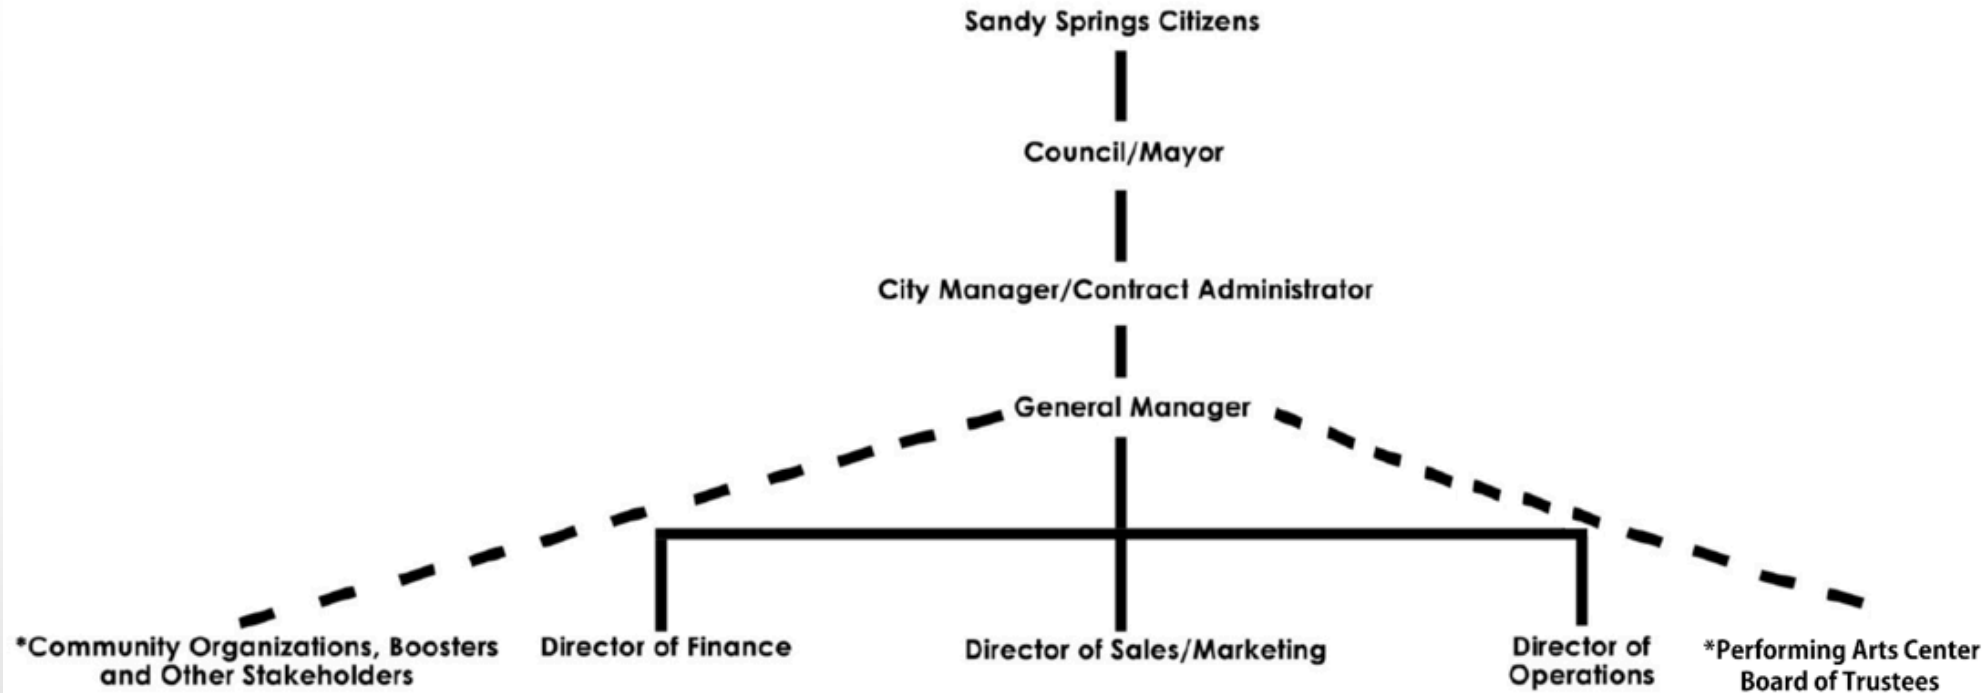 Sandy Springs Citizens
Council/Mayor
City Manager/Contract Administrator
General Manager
*Community Organizations, Boosters
and Other Stakeholders
Director of Finance
Director of Sales/Marketing
Director of
Operations
*Performing Arts Center
Board of Trustees